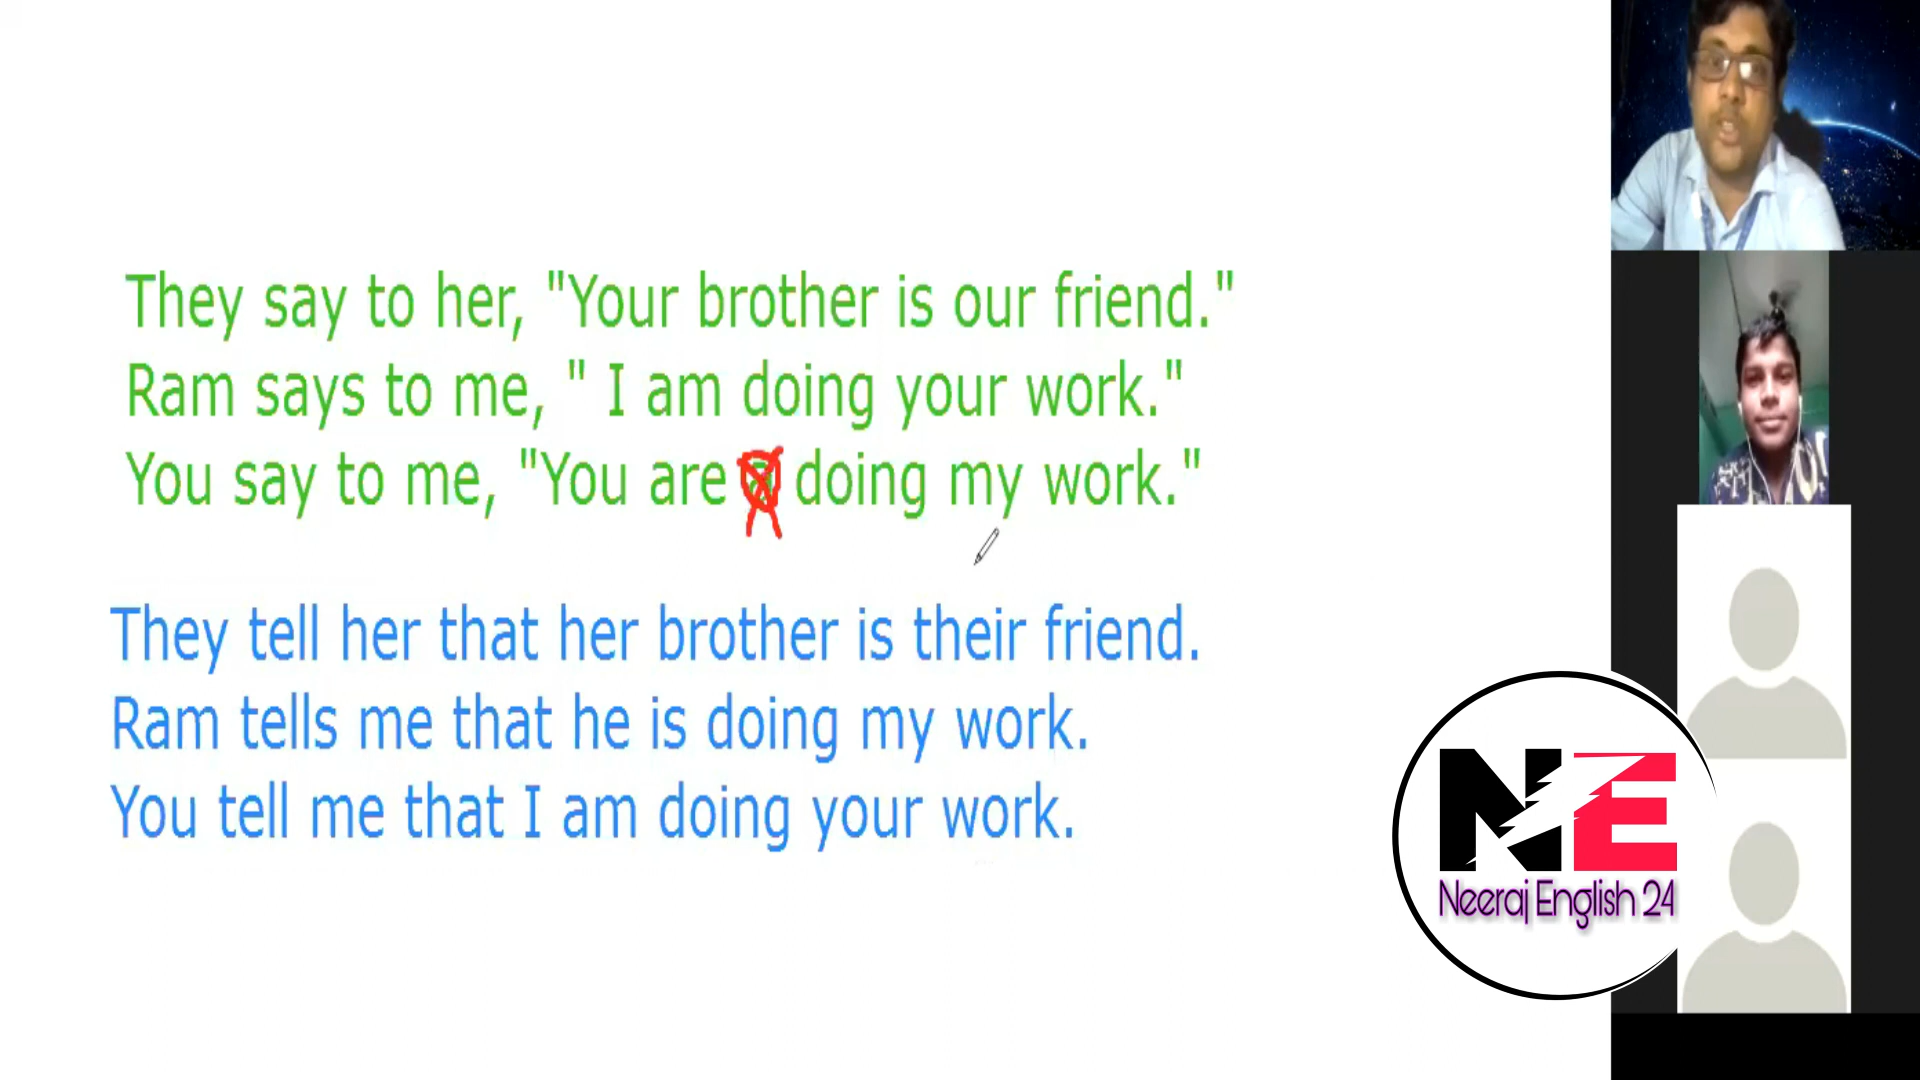 They say to her, "Your brother is our friend."
Ram says to me, " I am doing your work."
You say to me, "You are doing my work."
They tell her that her brother is their friend.
Ram tells me that he is doing my work.
You tell me that I am doing your work.
NE
Neeraj English 24